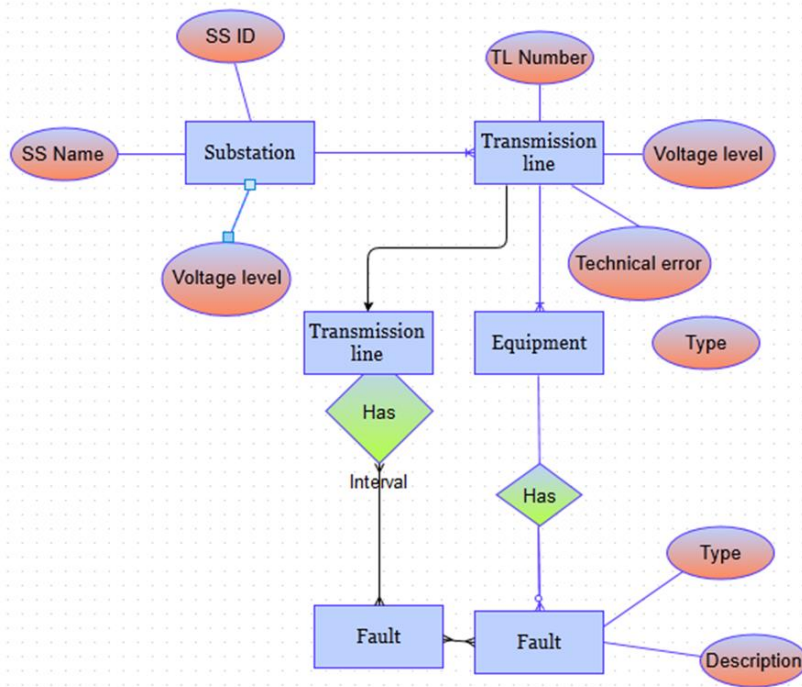 SS ID
TL Number
SS Name
Substation
Transmission
line
Voltage level
Voltage level
Technical error
Transmission
line
Equipment
Type
Has
Interval
Has
Type
Fault
Fault
Description